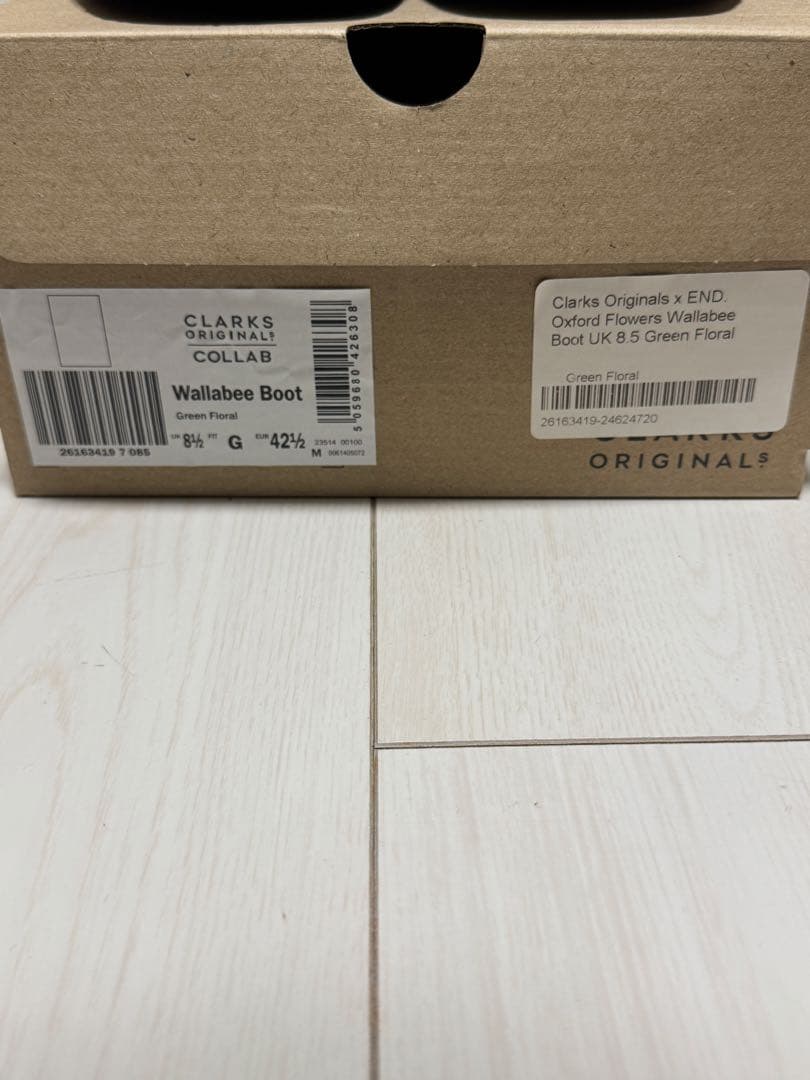 CLARKS
ORIGINALS
COLLAB
Wallabee Boot
Green Floral
UK 8½ FIT G EUR 42½
23514 00100
M 0061405072
26163419 7 085
5 059680 426308
Clarks Originals x END.
Oxford Flowers Wallabee
Boot UK 8.5 Green Floral
Green Floral
26163419-24624720
CLARKS
ORIGINALS